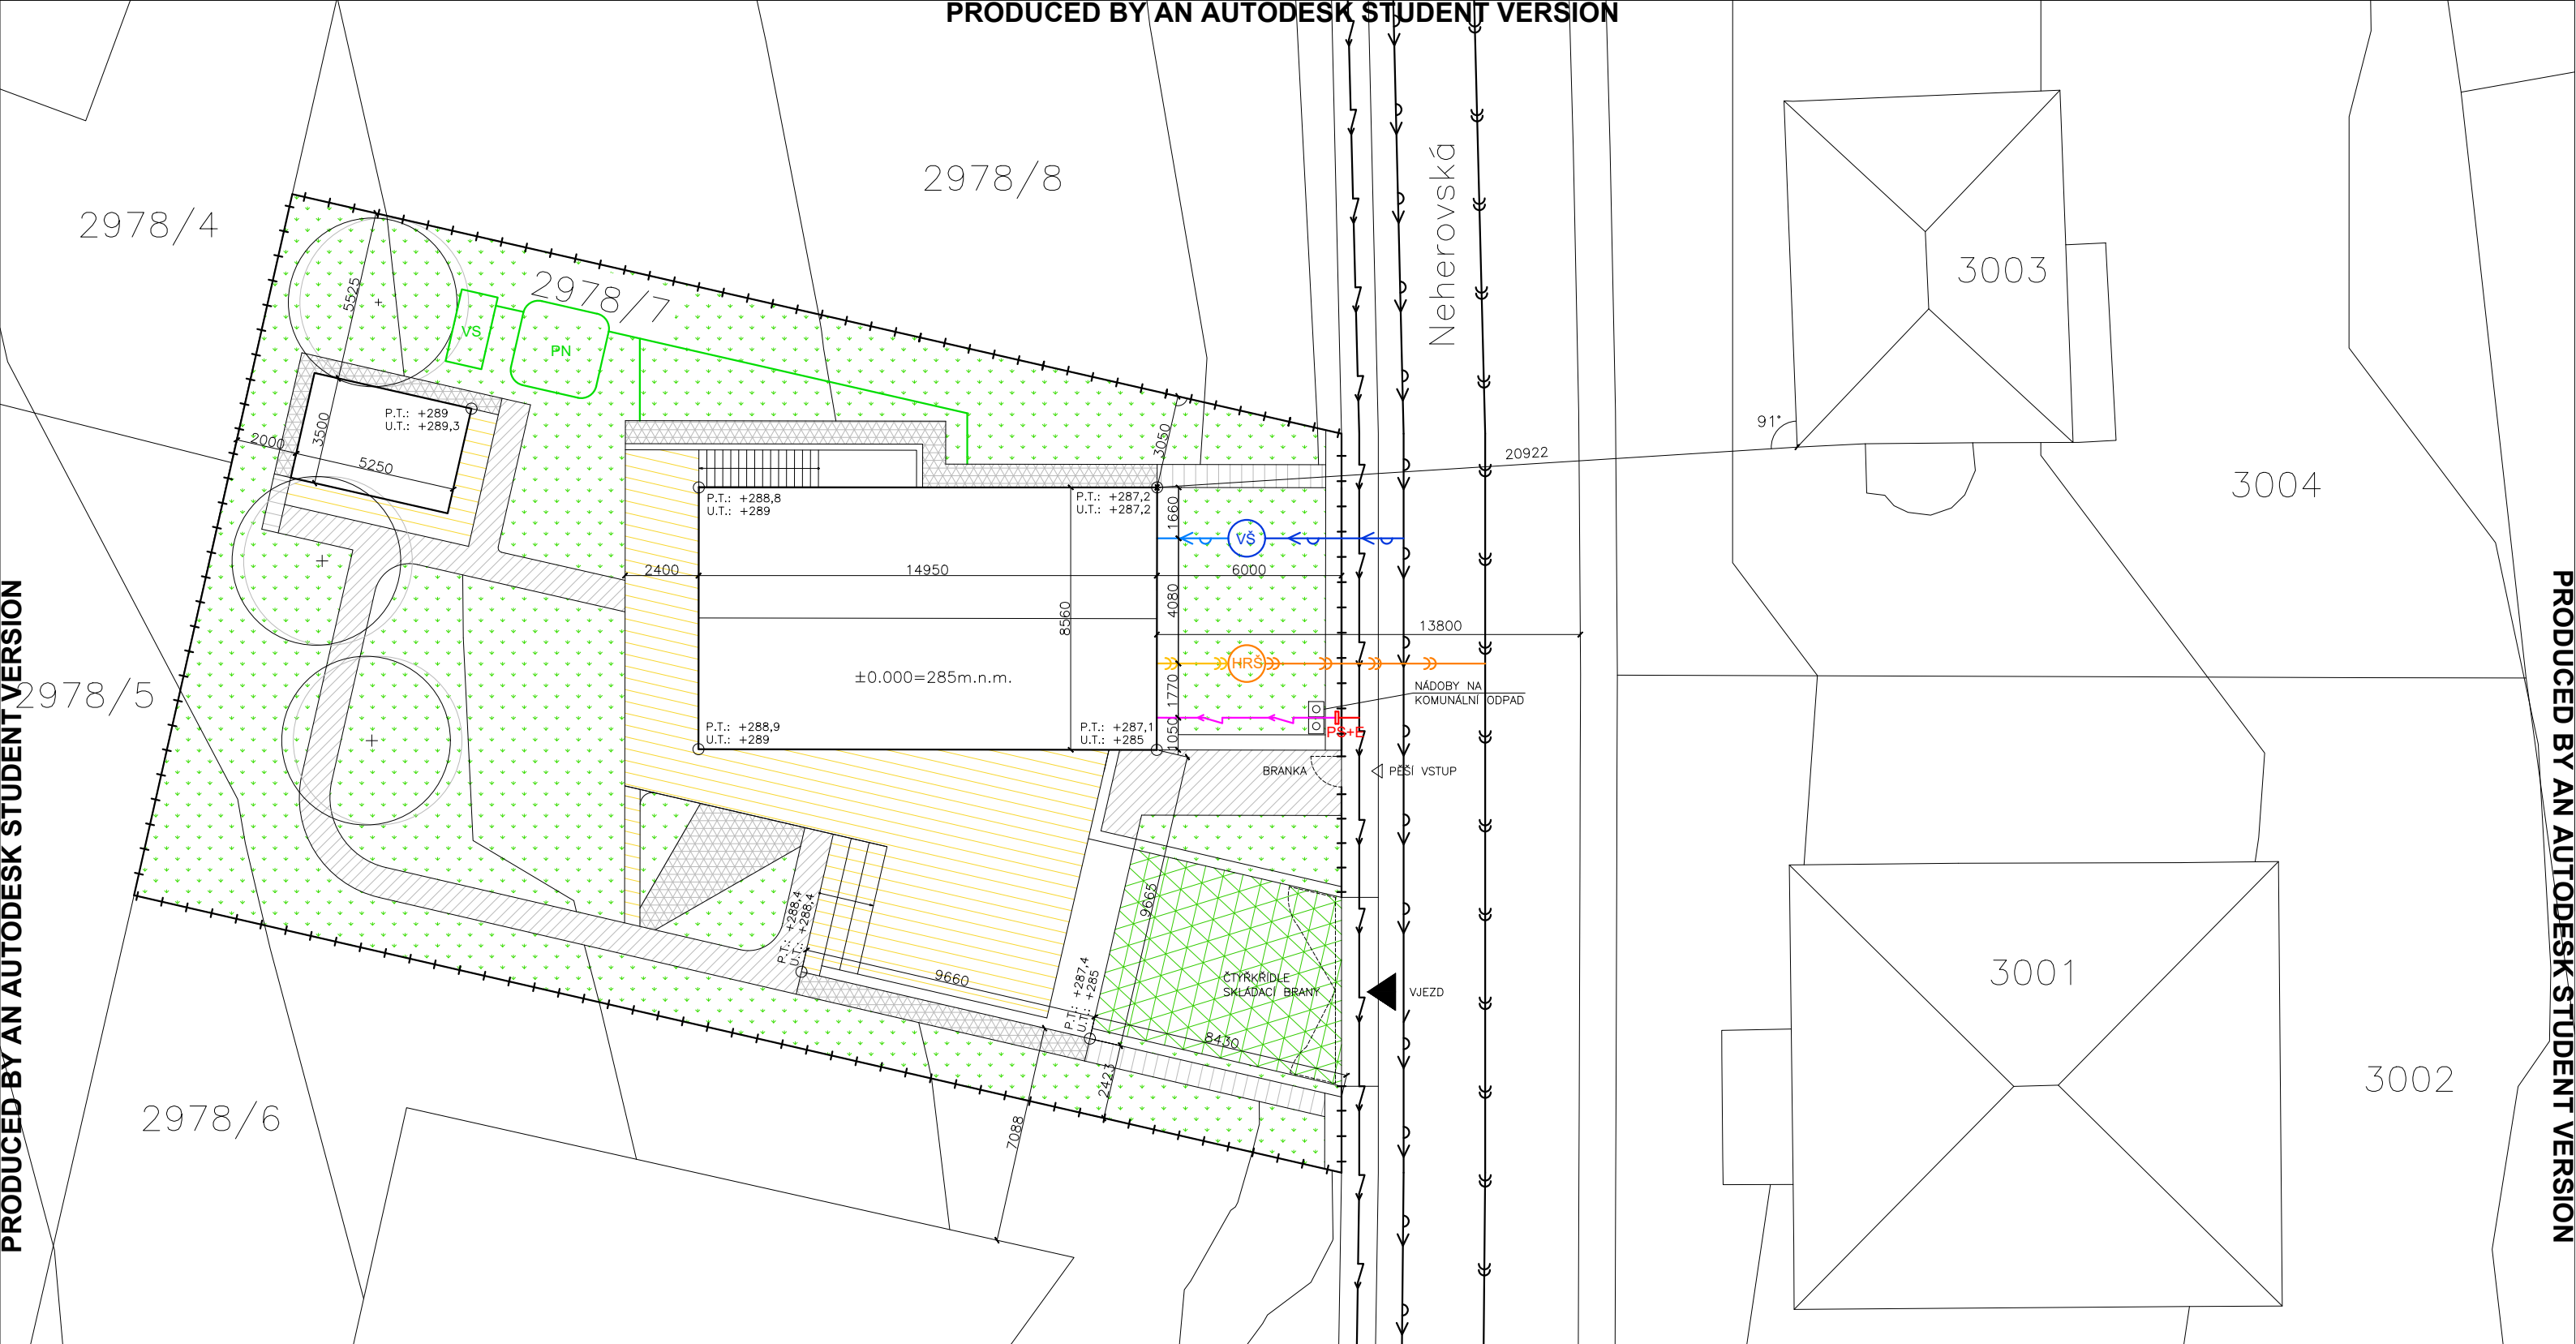 PRODUCED BY AN AUTODESK STUDENT VERSION
2978/8
2978/4
Neherovská
3003
2978/7
5525
VS
PN
P.T.: +289
U.T.: +289,3
3500
2000
5250
3050
91°
20922
3004
P.T.: +288,8
U.T.: +289
P.T.: +287,2
U.T.: +287,2
1660
VŠ
2400
14950
6000
4080
8560
13800
HRŠ
±0.000=285m.n.m.
1770
NÁDOBY NA
KOMUNÁLNÍ ODPAD
2978/5
P.T.: +288,9
U.T.: +289
P.T.: +287,1
U.T.: +285
1050
PS+E
BRANKA
PĚŠÍ VSTUP
9665
P.T.: +288,4
U.T.: +288,4
9660
P.T.: +287,4
U.T.: +285
ČTYŘKŘÍDLÉ
SKLÁDACÍ BRANY
VJEZD
3001
8430
2423
7088
2978/6
3002
PRODUCED BY AN AUTODESK STUDENT VERSION
PRODUCED BY AN AUTODESK STUDENT VERSION